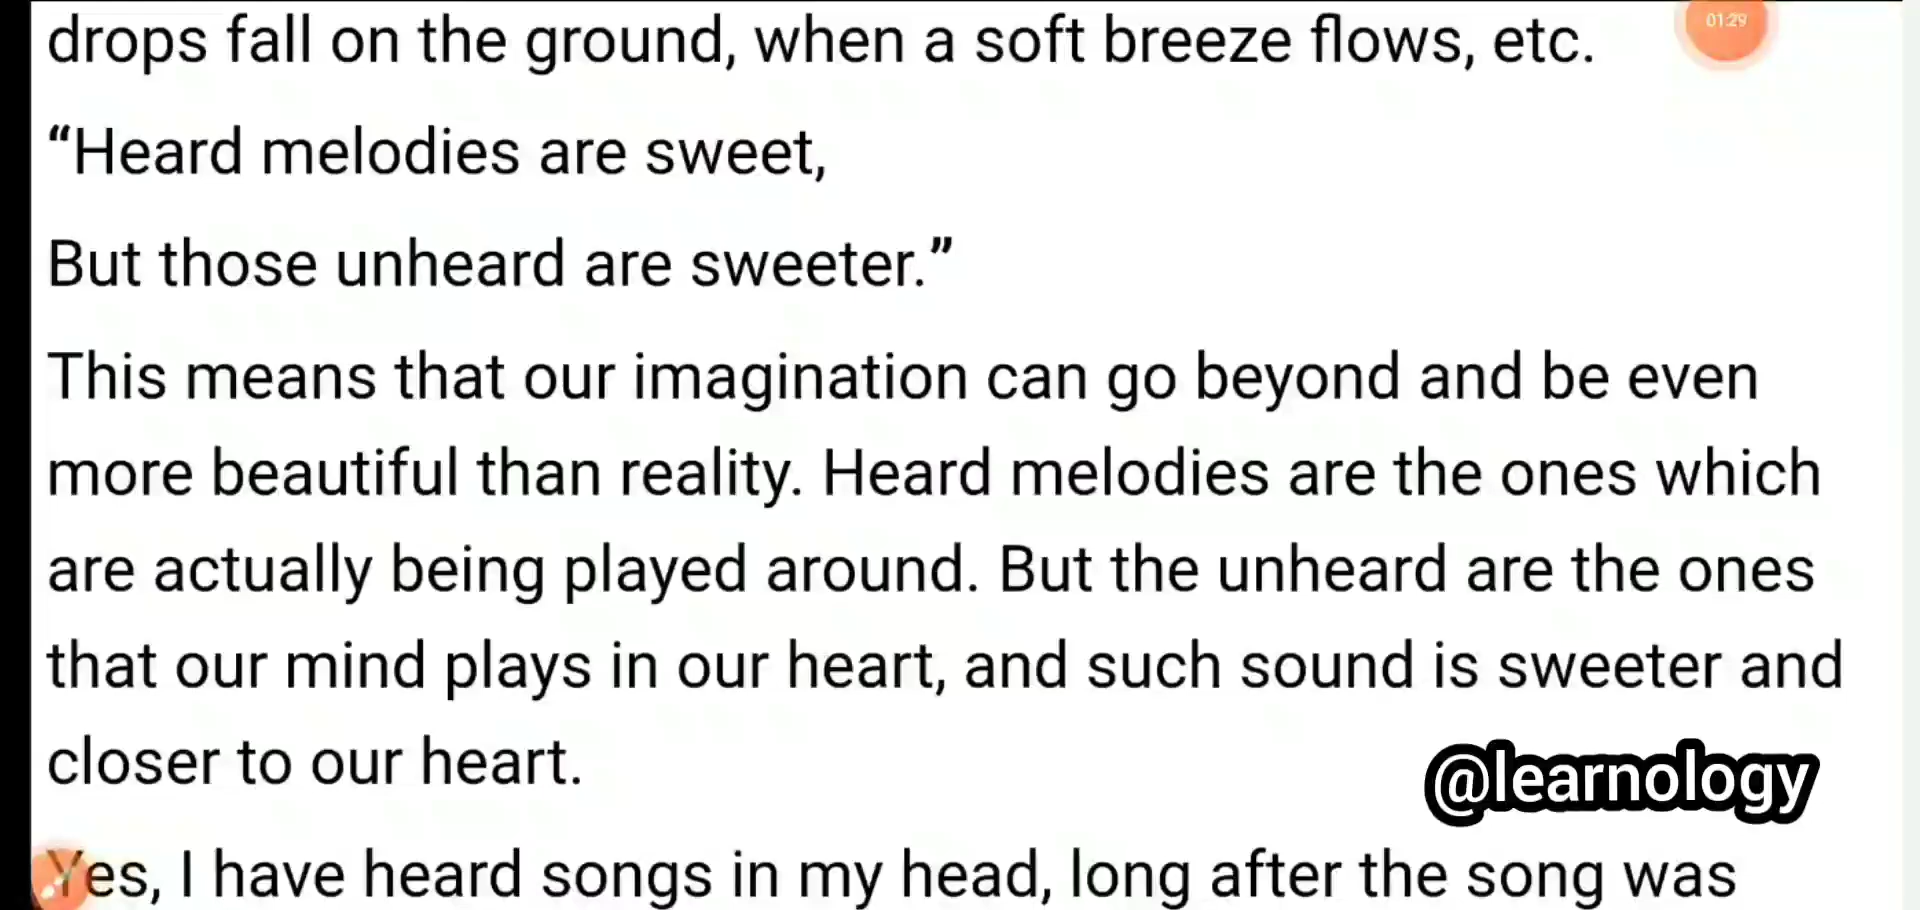 drops fall on the ground, when a soft breeze flows, etc.
01:29
“Heard melodies are sweet,
But those unheard are sweeter.”
This means that our imagination can go beyond and be even
more beautiful than reality. Heard melodies are the ones which
are actually being played around. But the unheard are the ones
that our mind plays in our heart, and such sound is sweeter and
closer to our heart.
@learnology
Yes, I have heard songs in my head, long after the song was